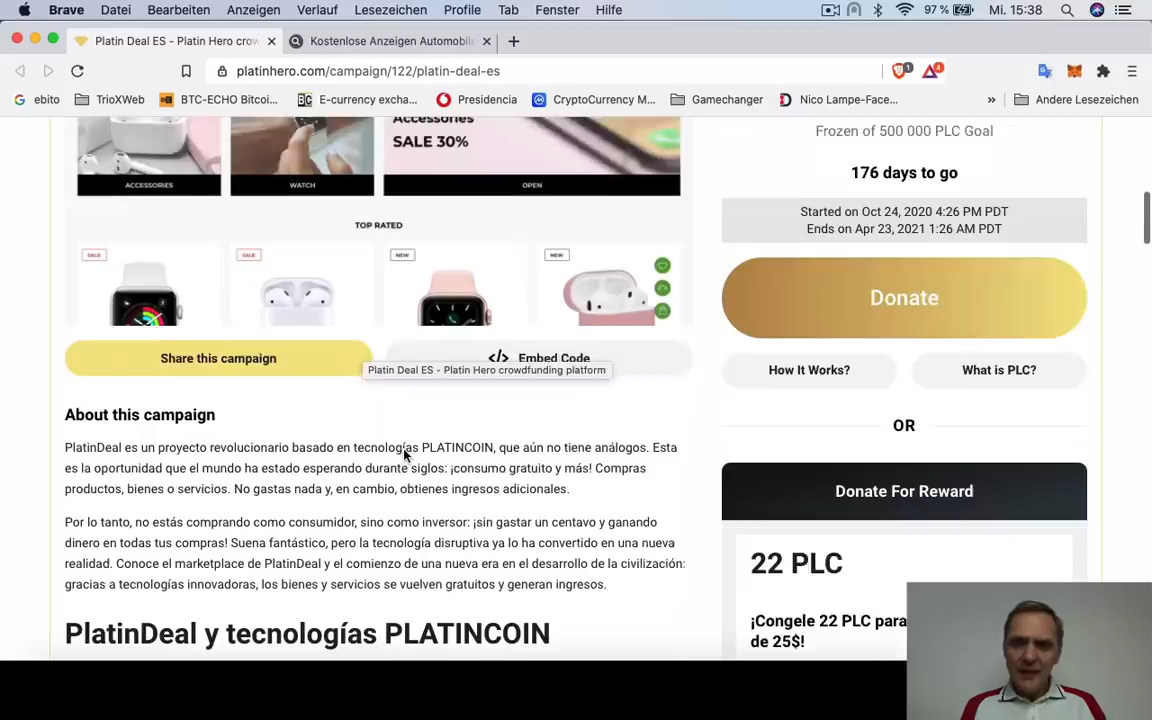 Brave Datei Bearbeiten Anzeigen Verlauf Lesezeichen Profile Tab Fenster Hilfe 97 % Mi. 15:38
Platin Deal ES - Platin Hero crow
Kostenlose Anzeigen Automobile
platinhero.com/campaign/122/platin-deal-es
1
4
ebito TrioXWeb BTC-ECHO Bitcoi... E-currency excha... Presidencia CryptoCurrency M... Gamechanger Nico Lampe-Face... » Andere Lesezeichen
Accessories
SALE 30%
ACCESSORIES WATCH OPEN
TOP RATED
SALE SALE NEW NEW
Share this campaign
</> Embed Code
Platin Deal ES - Platin Hero crowdfunding platform
About this campaign
PlatinDeal es un proyecto revolucionario basado en tecnologías PLATINCOIN, que aún no tiene análogos. Esta
es la oportunidad que el mundo ha estado esperando durante siglos: ¡consumo gratuito y más! Compras
productos, bienes o servicios. No gastas nada y, en cambio, obtienes ingresos adicionales.
Por lo tanto, no estás comprando como consumidor, sino como inversor: ¡sin gastar un centavo y ganando
dinero en todas tus compras! Suena fantástico, pero la tecnología disruptiva ya lo ha convertido en una nueva
realidad. Conoce el marketplace de PlatinDeal y el comienzo de una nueva era en el desarrollo de la civilización:
gracias a tecnologías innovadoras, los bienes y servicios se vuelven gratuitos y generan ingresos.
PlatinDeal y tecnologías PLATINCOIN
Frozen of 500 000 PLC Goal
176 days to go
Started on Oct 24, 2020 4:26 PM PDT
Ends on Apr 23, 2021 1:26 AM PDT
Donate
How It Works?
What is PLC?
OR
Donate For Reward
22 PLC
¡Congele 22 PLC para
de 25$!